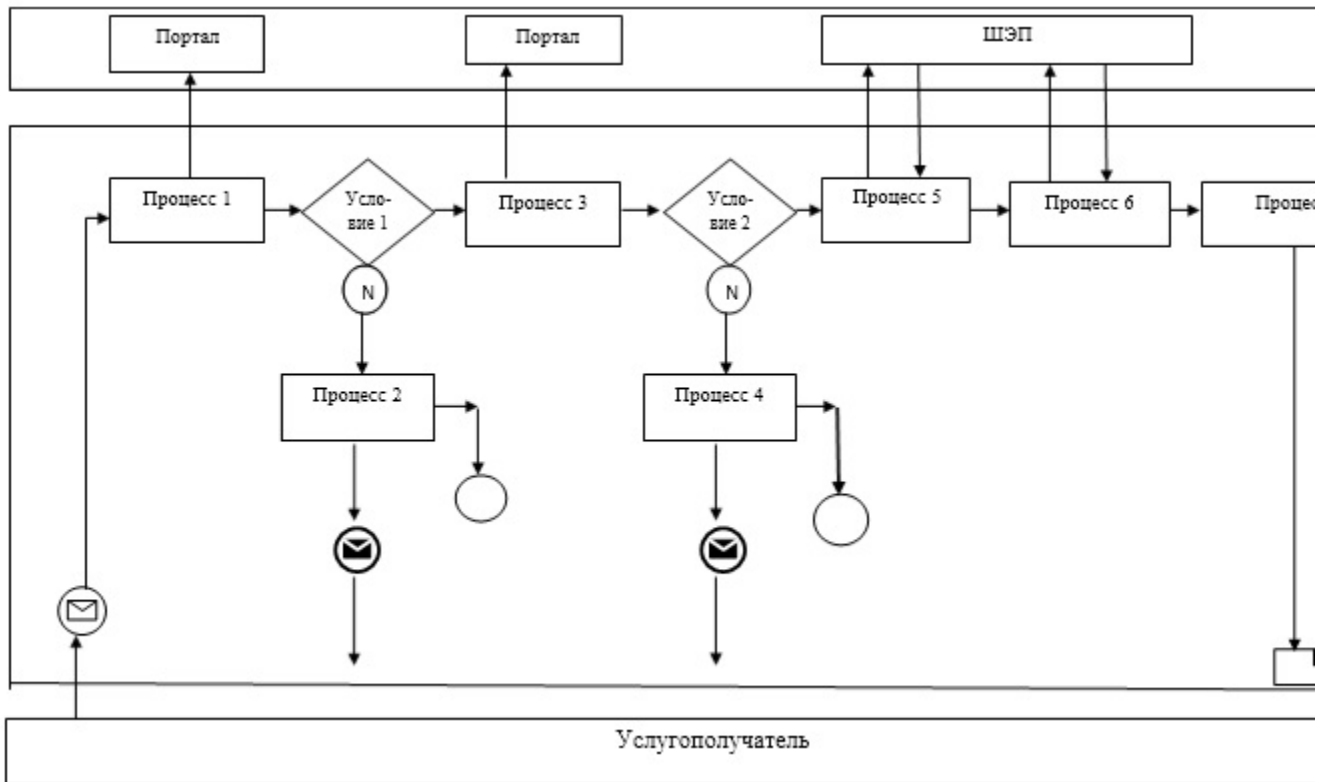 Портал
Портал
ШЭП
Процесс 1
Усло-
вие 1
Процесс 3
Усло-
вие 2
Процесс 5
Процесс 6
N
N
Процесс 2
Процесс 4
Услугополучатель